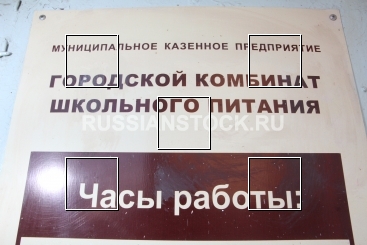 МУНИЦИПАЛЬНОЕ КАЗЕННОЕ ПРЕДПРИЯТИЕ
ГОРОДСКОЙ КОМБИНАТ
ШКОЛЬНОГО ПИТАНИЯ
RUSSIANSTOCK.RU
Часы работы: